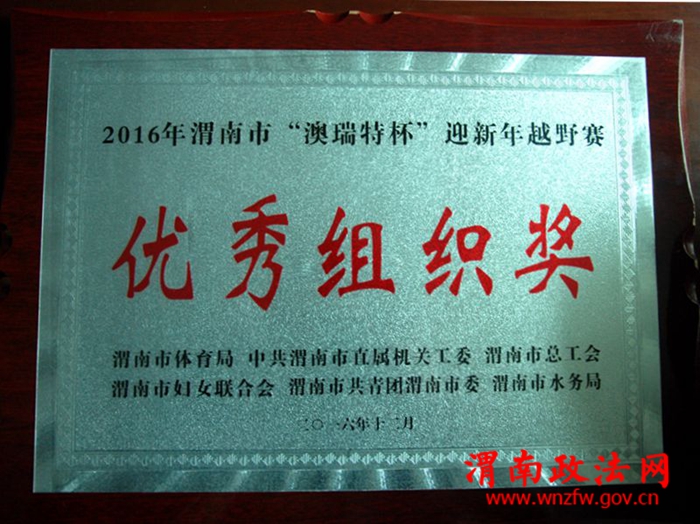 2016年渭南市“澳瑞特杯”迎新年越野赛
优秀组织奖
渭南市体育局 中共渭南市直属机关工委 渭南市总工会
渭南市妇女联合会 渭南市共青团渭南市委 渭南市水务局
二〇一六年十二月
渭南政法网
www.wnzfw.gov.cn